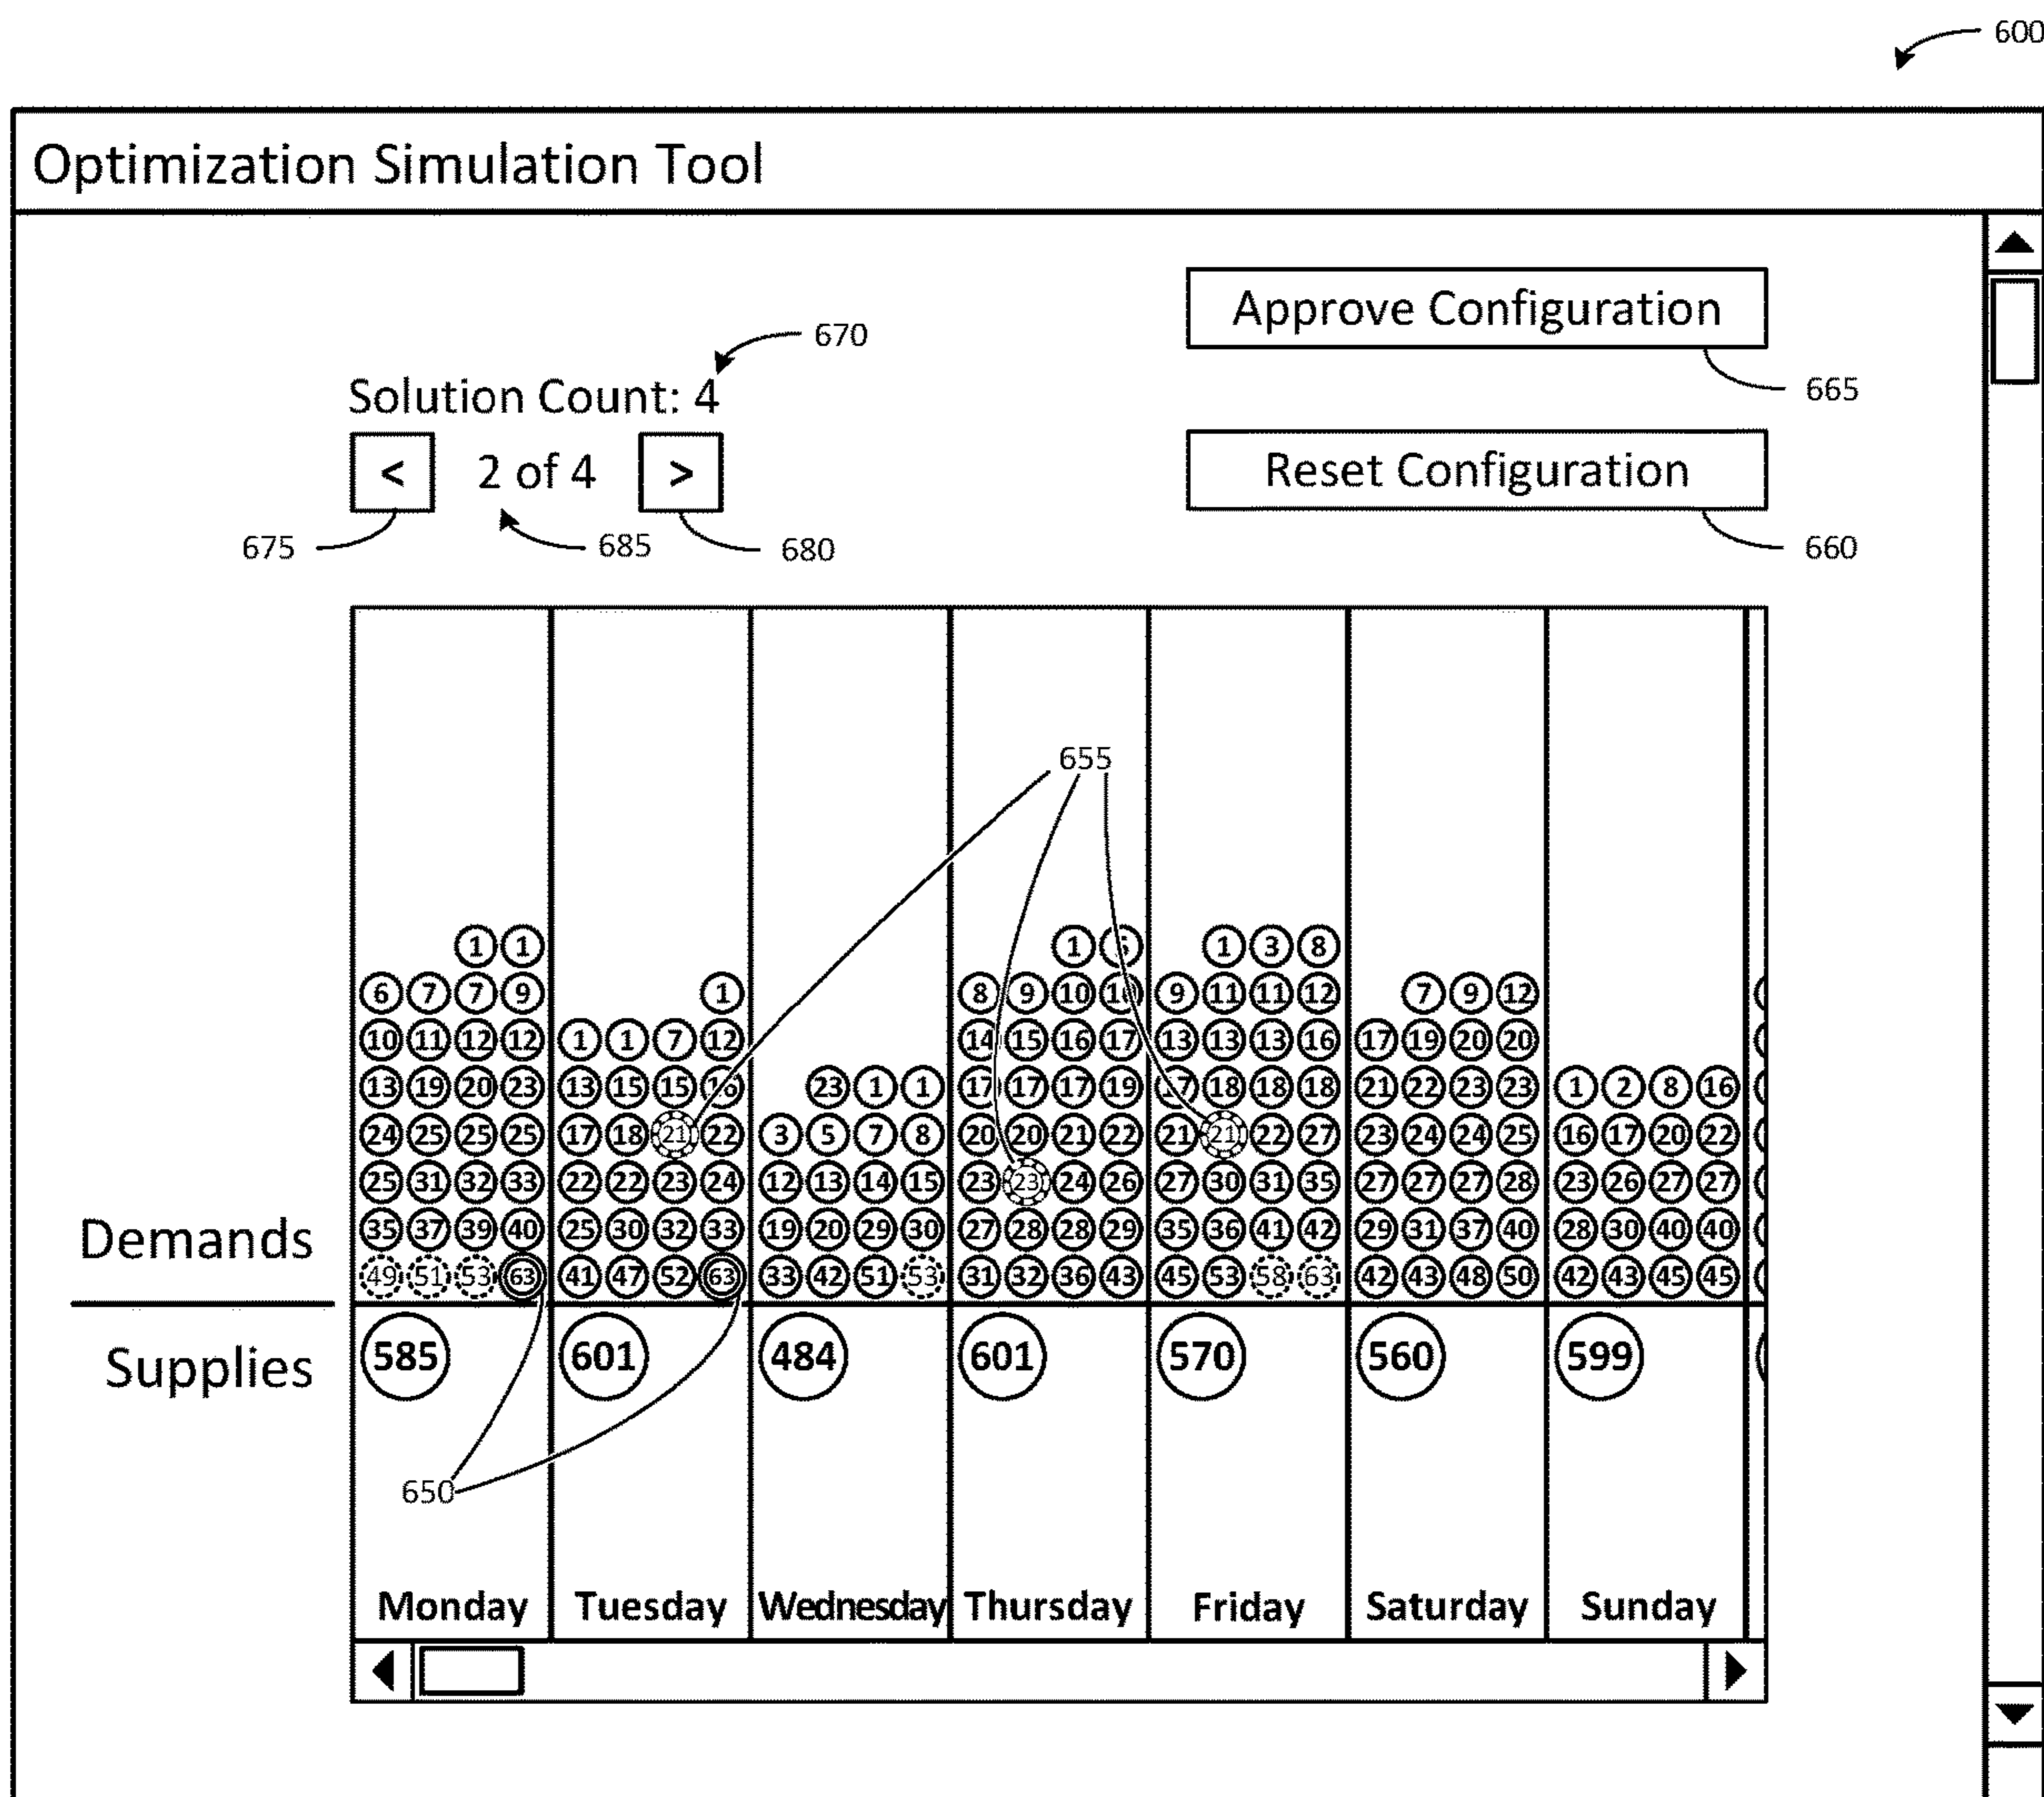 600
Optimization Simulation Tool
Approve Configuration
670
665
Solution Count: 4
< 2 of 4 >
Reset Configuration
675 685 680 660
655
1 1 1 1 3 8
6 7 7 9 1 8 9 10 10 9 11 11 12 7 9 12
10 11 12 12 1 1 7 12 14 15 16 17 13 13 13 16 17 19 20 20
13 19 20 23 13 15 15 16 23 1 1 17 17 17 19 17 18 18 18 21 22 23 23 1 2 8 16
24 25 25 25 17 18 21 22 3 5 7 8 20 20 21 22 21 21 22 27 23 24 24 25 16 17 20 22
25 31 32 33 22 22 23 24 12 13 14 15 23 23 24 26 27 30 31 35 27 27 27 28 23 26 27 27
35 37 39 40 25 30 32 33 19 20 29 30 27 28 28 29 35 36 41 42 29 31 37 40 28 30 40 40
Demands
49 51 53 63 41 47 52 63 33 42 51 53 31 32 36 43 45 53 58 63 42 43 48 50 42 43 45 45
Supplies
585 601 484 601 570 560 599
650
Monday Tuesday Wednesday Thursday Friday Saturday Sunday